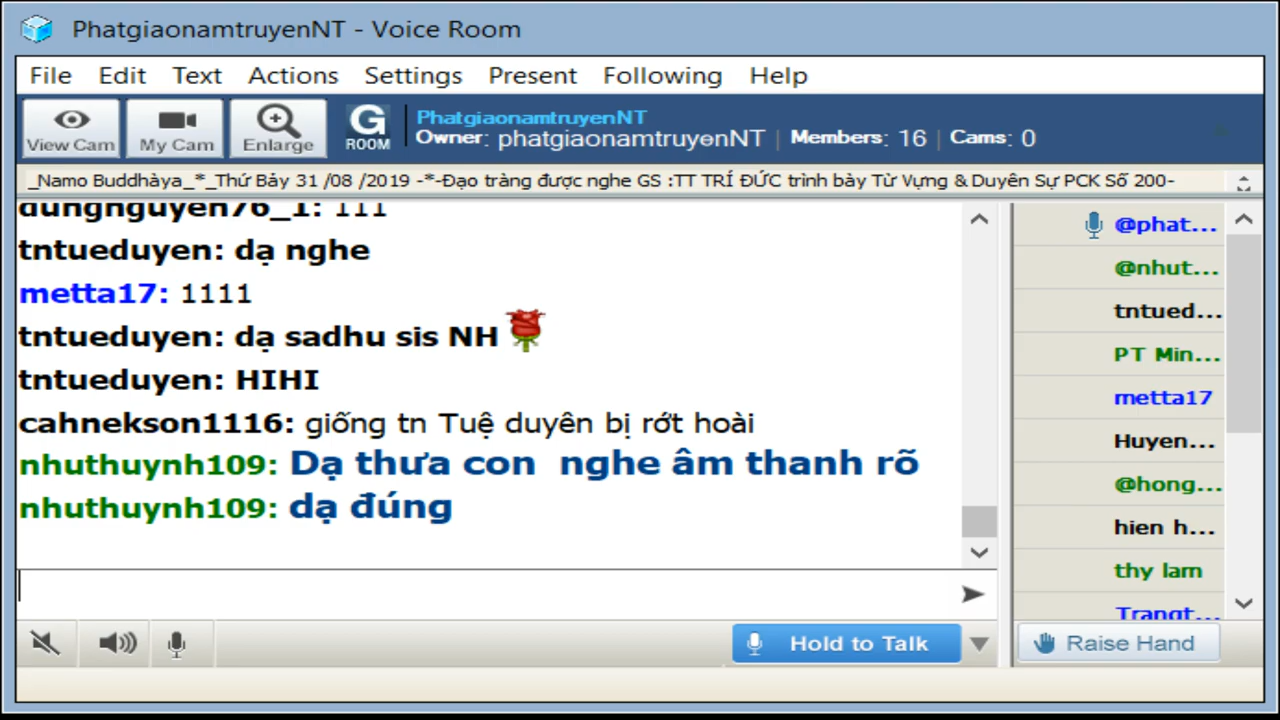 PhatgiaonamtruyenNT - Voice Room
File Edit Text Actions Settings Present Following Help
View Cam My Cam Enlarge G ROOM
PhatgiaonamtruyenNT
Owner: phatgiaonamtruyenNT | Members: 16 | Cams: 0
_Namo Buddhàya_*_Thứ Bảy 31 /08 /2019 -*-Đạo tràng được nghe GS :TT TRÍ ĐỨC trình bày Từ Vựng & Duyên Sự PCK Số 200-
dungnguyen76_1: 111
tntueduyen: dạ nghe
metta17: 1111
tntueduyen: dạ sadhu sis NH
tntueduyen: HIHI
cahnekson1116: giống tn Tuệ duyên bị rớt hoài
nhuthuynh109: Dạ thưa con nghe âm thanh rõ
nhuthuynh109: dạ đúng
@phat...
@nhut...
tntued...
PT Min...
metta17
Huyen...
@hong...
hien h...
thy lam
Trangt...
Hold to Talk
Raise Hand